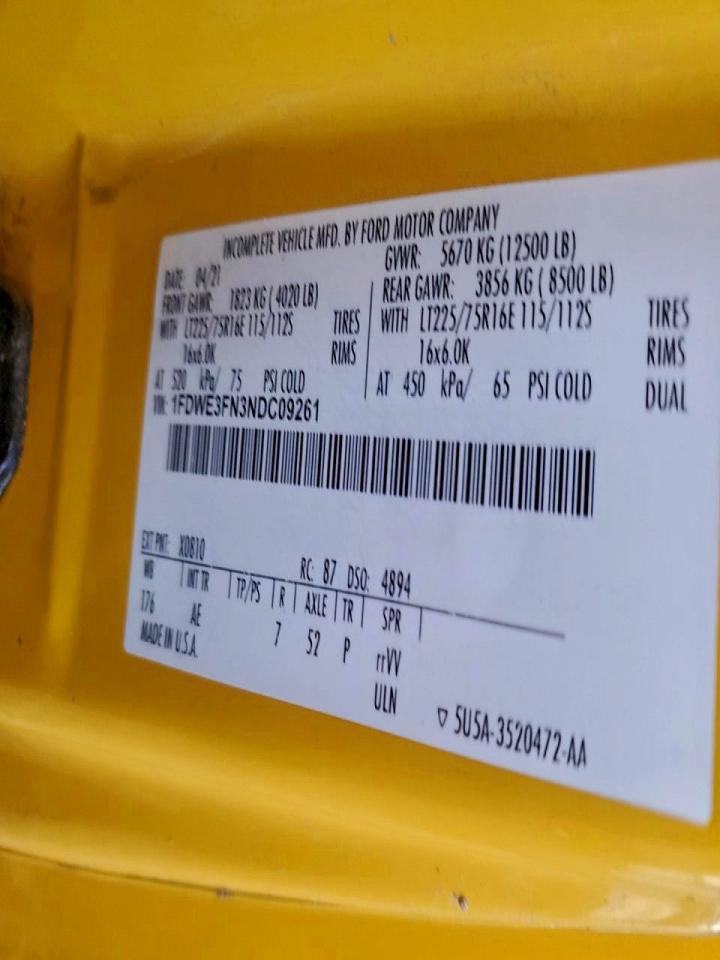 INCOMPLETE VEHICLE MFD. BY FORD MOTOR COMPANY
DATE: 04/21 GVWR: 5670 KG (12500 LB)
FRONT GAWR: 1823 KG ( 4020 LB) REAR GAWR: 3856 KG ( 8500 LB)
WITH LT225/75R16E 115/112S TIRES WITH LT225/75R16E 115/112S TIRES
16x6.0K RIMS 16x6.0K RIMS
AT 520 kPa/ 75 PSI COLD AT 450 kPa/ 65 PSI COLD DUAL
VIN: 1FDWE3FN3NDC09261
EXT PNT: X0810 RC: 87 DSO: 4894
WB INT TR TP/PS R AXLE TR SPR
176 AE 7 52 P rrVV
MADE IN U.S.A. ULN
5U5A-3520472-AA